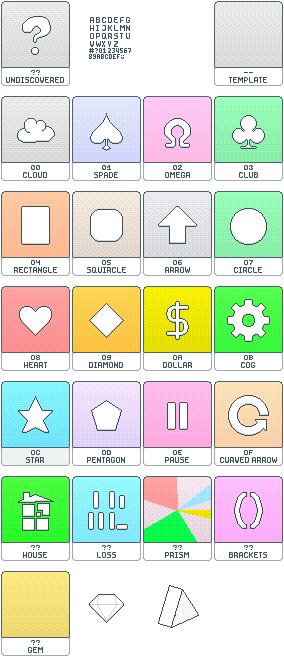 ABCDEFG
HIJKLMN
OPQRSTU
VWXYZ
#?01234567
89ABCDEF
??
UNDISCOVERED
--
TEMPLATE
00
CLOUD
01
SPADE
02
OMEGA
03
CLUB
04
RECTANGLE
05
SQUIRCLE
06
ARROW
07
CIRCLE
08
HEART
09
DIAMOND
0A
DOLLAR
0B
COG
0C
STAR
0D
PENTAGON
0E
PAUSE
0F
CURVED ARROW
??
HOUSE
??
LOSS
??
PRISM
??
BRACKETS
??
GEM